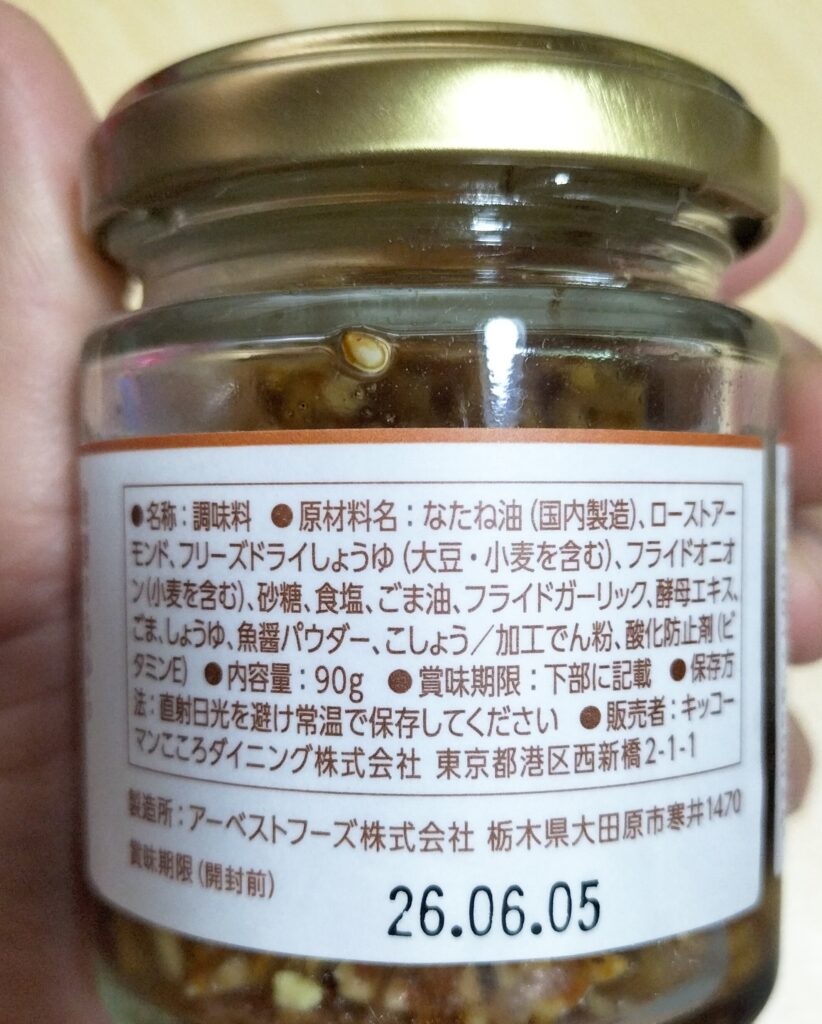 ●名称：調味料 ●原材料名：なたね油(国内製造)、ローストアー
モンド、フリーズドライしょうゆ(大豆・小麦を含む)、フライドオニオ
ン(小麦を含む)、砂糖、食塩、ごま油、フライドガーリック、酵母エキス、
ごま、しょうゆ、魚醤パウダー、こしょう／加工でん粉、酸化防止剤(ビ
タミンE) ●内容量：90g ●賞味期限：下部に記載 ●保存方
法：直射日光を避け常温で保存してください ●販売者：キッコー
マンこころダイニング株式会社 東京都港区西新橋2-1-1
製造所：アーベストフーズ株式会社 栃木県大田原市寒井1470
賞味期限(開封前)
26.06.05